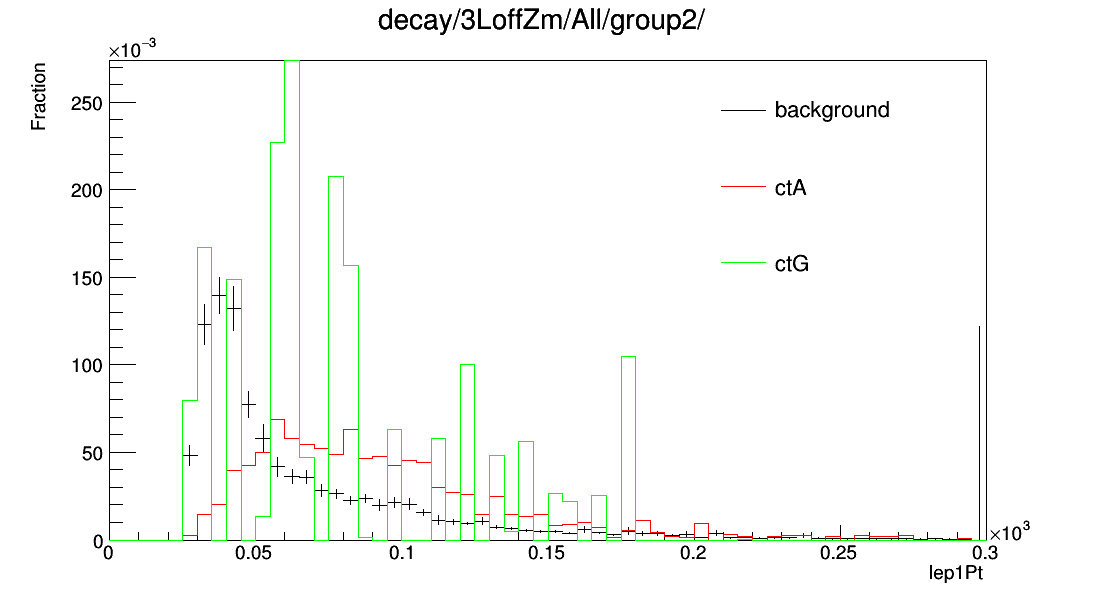 decay/3LoffZm/All/group2/
×10⁻³
Fraction
250
200
150
100
50
0
background
ctA
ctG
0 0.05 0.1 0.15 0.2 0.25 0.3
×10³
lep1Pt